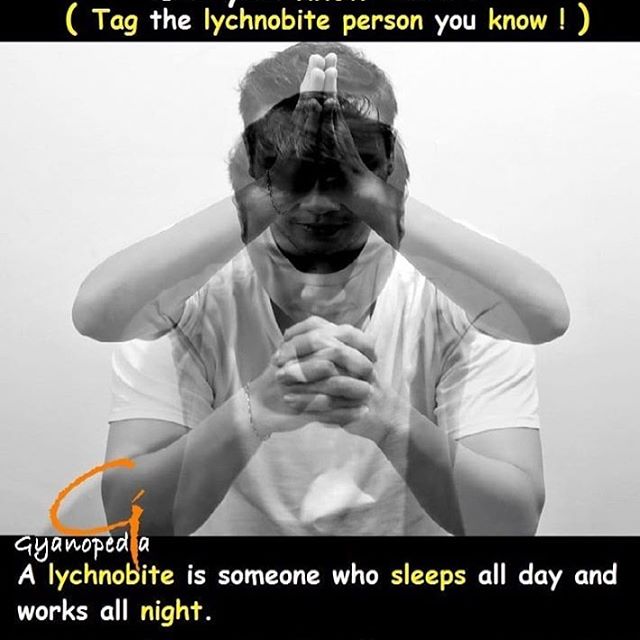 ( Tag the lychnobite person you know ! )
Gyanopedia
A lychnobite is someone who sleeps all day and
works all night.